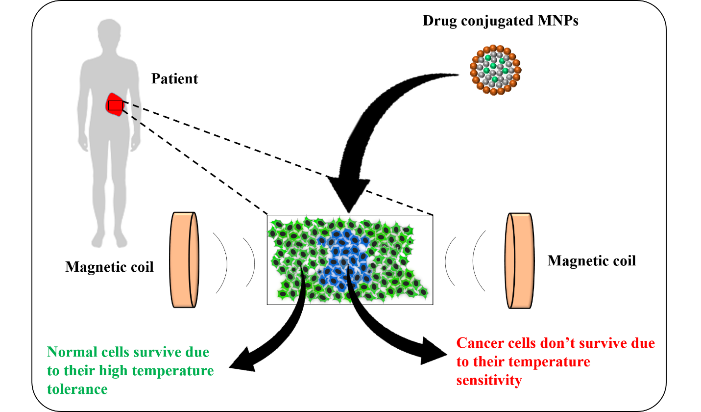 Drug conjugated MNPs
Patient
Magnetic coil
Magnetic coil
Normal cells survive due
to their high temperature
tolerance
Cancer cells don’t survive due
to their temperature
sensitivity